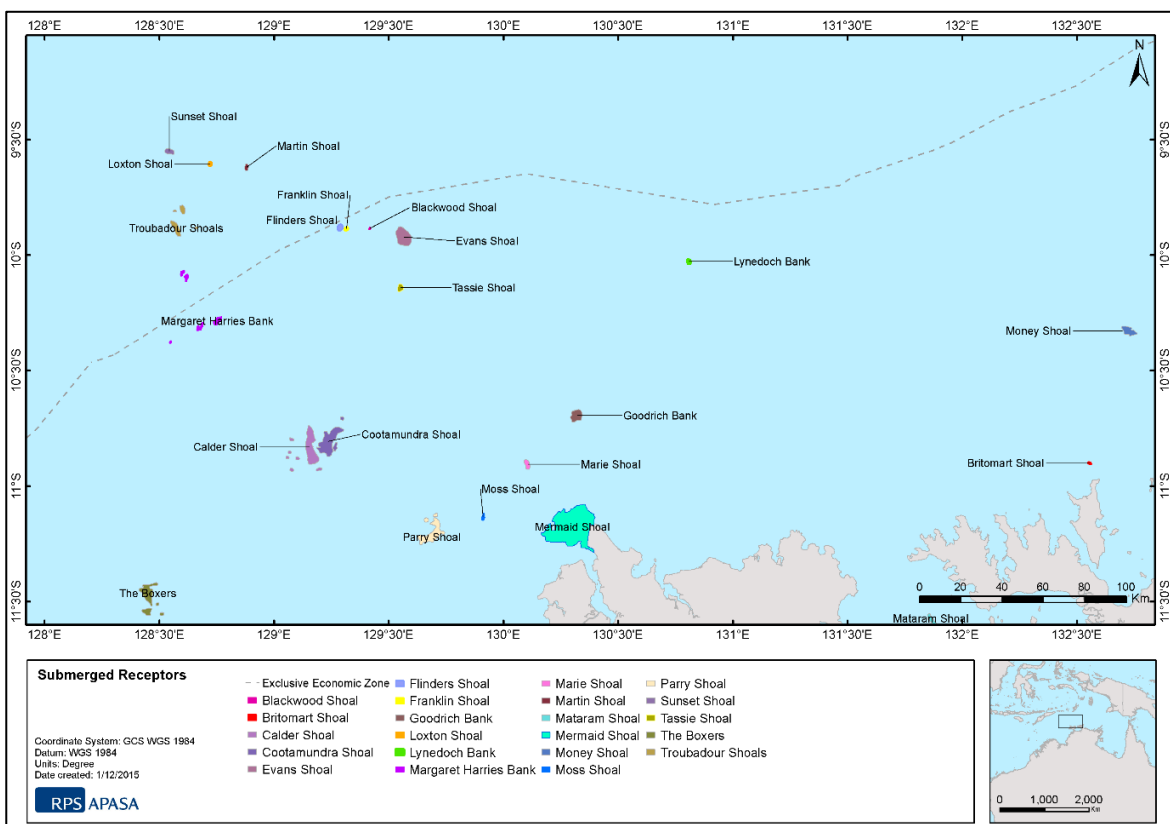 128°E 128°30'E 129°E 129°30'E 130°E 130°30'E 131°E 131°30'E 132°E 132°30'E
N
Sunset Shoal
9°30'S 9°30'S
Martin Shoal
Loxton Shoal
Franklin Shoal
Blackwood Shoal
Flinders Shoal
Troubadour Shoals
Evans Shoal
10°S 10°S
Lynedoch Bank
Tassie Shoal
Margaret Harries Bank
Money Shoal
10°30'S 10°30'S
Goodrich Bank
Cootamundra Shoal
Calder Shoal
Marie Shoal
Britomart Shoal
11°S 11°S
Moss Shoal
Mermaid Shoal
Parry Shoal
0 20 40 60 80 100
Km
The Boxers
11°30'S 11°30'S
Mataram Shoal
128°E 128°30'E 129°E 129°30'E 130°E 130°30'E 131°E 131°30'E 132°E 132°30'E
Submerged Receptors
Coordinate System: GCS WGS 1984
Datum: WGS 1984
Units: Degree
Date created: 1/12/2015
RPS APASA
Exclusive Economic Zone
Blackwood Shoal
Britomart Shoal
Calder Shoal
Cootamundra Shoal
Evans Shoal
Flinders Shoal
Franklin Shoal
Goodrich Bank
Loxton Shoal
Lynedoch Bank
Margaret Harries Bank
Marie Shoal
Martin Shoal
Mataram Shoal
Mermaid Shoal
Money Shoal
Moss Shoal
Parry Shoal
Sunset Shoal
Tassie Shoal
The Boxers
Troubadour Shoals
0 1,000 2,000
Km